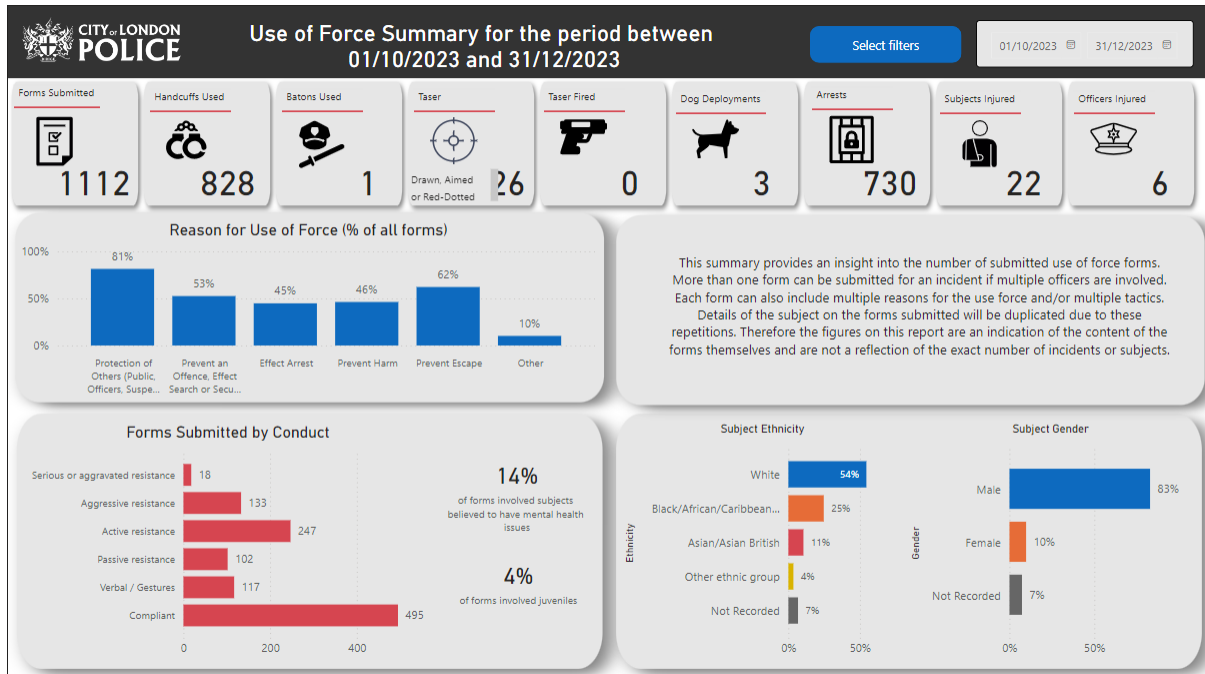 CITY OF LONDON
POLICE
Use of Force Summary for the period between
01/10/2023 and 31/12/2023
Select filters
01/10/2023
31/12/2023
Forms Submitted
1112
Handcuffs Used
828
Batons Used
1
Taser
Drawn, Aimed
or Red-Dotted
26
Taser Fired
0
Dog Deployments
3
Arrests
730
Subjects Injured
22
Officers Injured
6
Reason for Use of Force (% of all forms)
100%
50%
0%
81%
53%
45%
46%
62%
10%
Protection of
Others (Public,
Officers, Suspe...
Prevent an
Offence, Effect
Search or Secu...
Effect Arrest
Prevent Harm
Prevent Escape
Other
This summary provides an insight into the number of submitted use of force forms.
More than one form can be submitted for an incident if multiple officers are involved.
Each form can also include multiple reasons for the use force and/or multiple tactics.
Details of the subject on the forms submitted will be duplicated due to these
repetitions. Therefore the figures on this report are an indication of the content of the
forms themselves and are not a reflection of the exact number of incidents or subjects.
Forms Submitted by Conduct
Serious or aggravated resistance 18
Aggressive resistance 133
Active resistance 247
Passive resistance 102
Verbal / Gestures 117
Compliant 495
0 200 400
14%
of forms involved subjects
believed to have mental health
issues
4%
of forms involved juveniles
Subject Ethnicity
Ethnicity
White 54%
Black/African/Caribbean... 25%
Asian/Asian British 11%
Other ethnic group 4%
Not Recorded 7%
0% 50%
Subject Gender
Gender
Male 83%
Female 10%
Not Recorded 7%
0% 50%